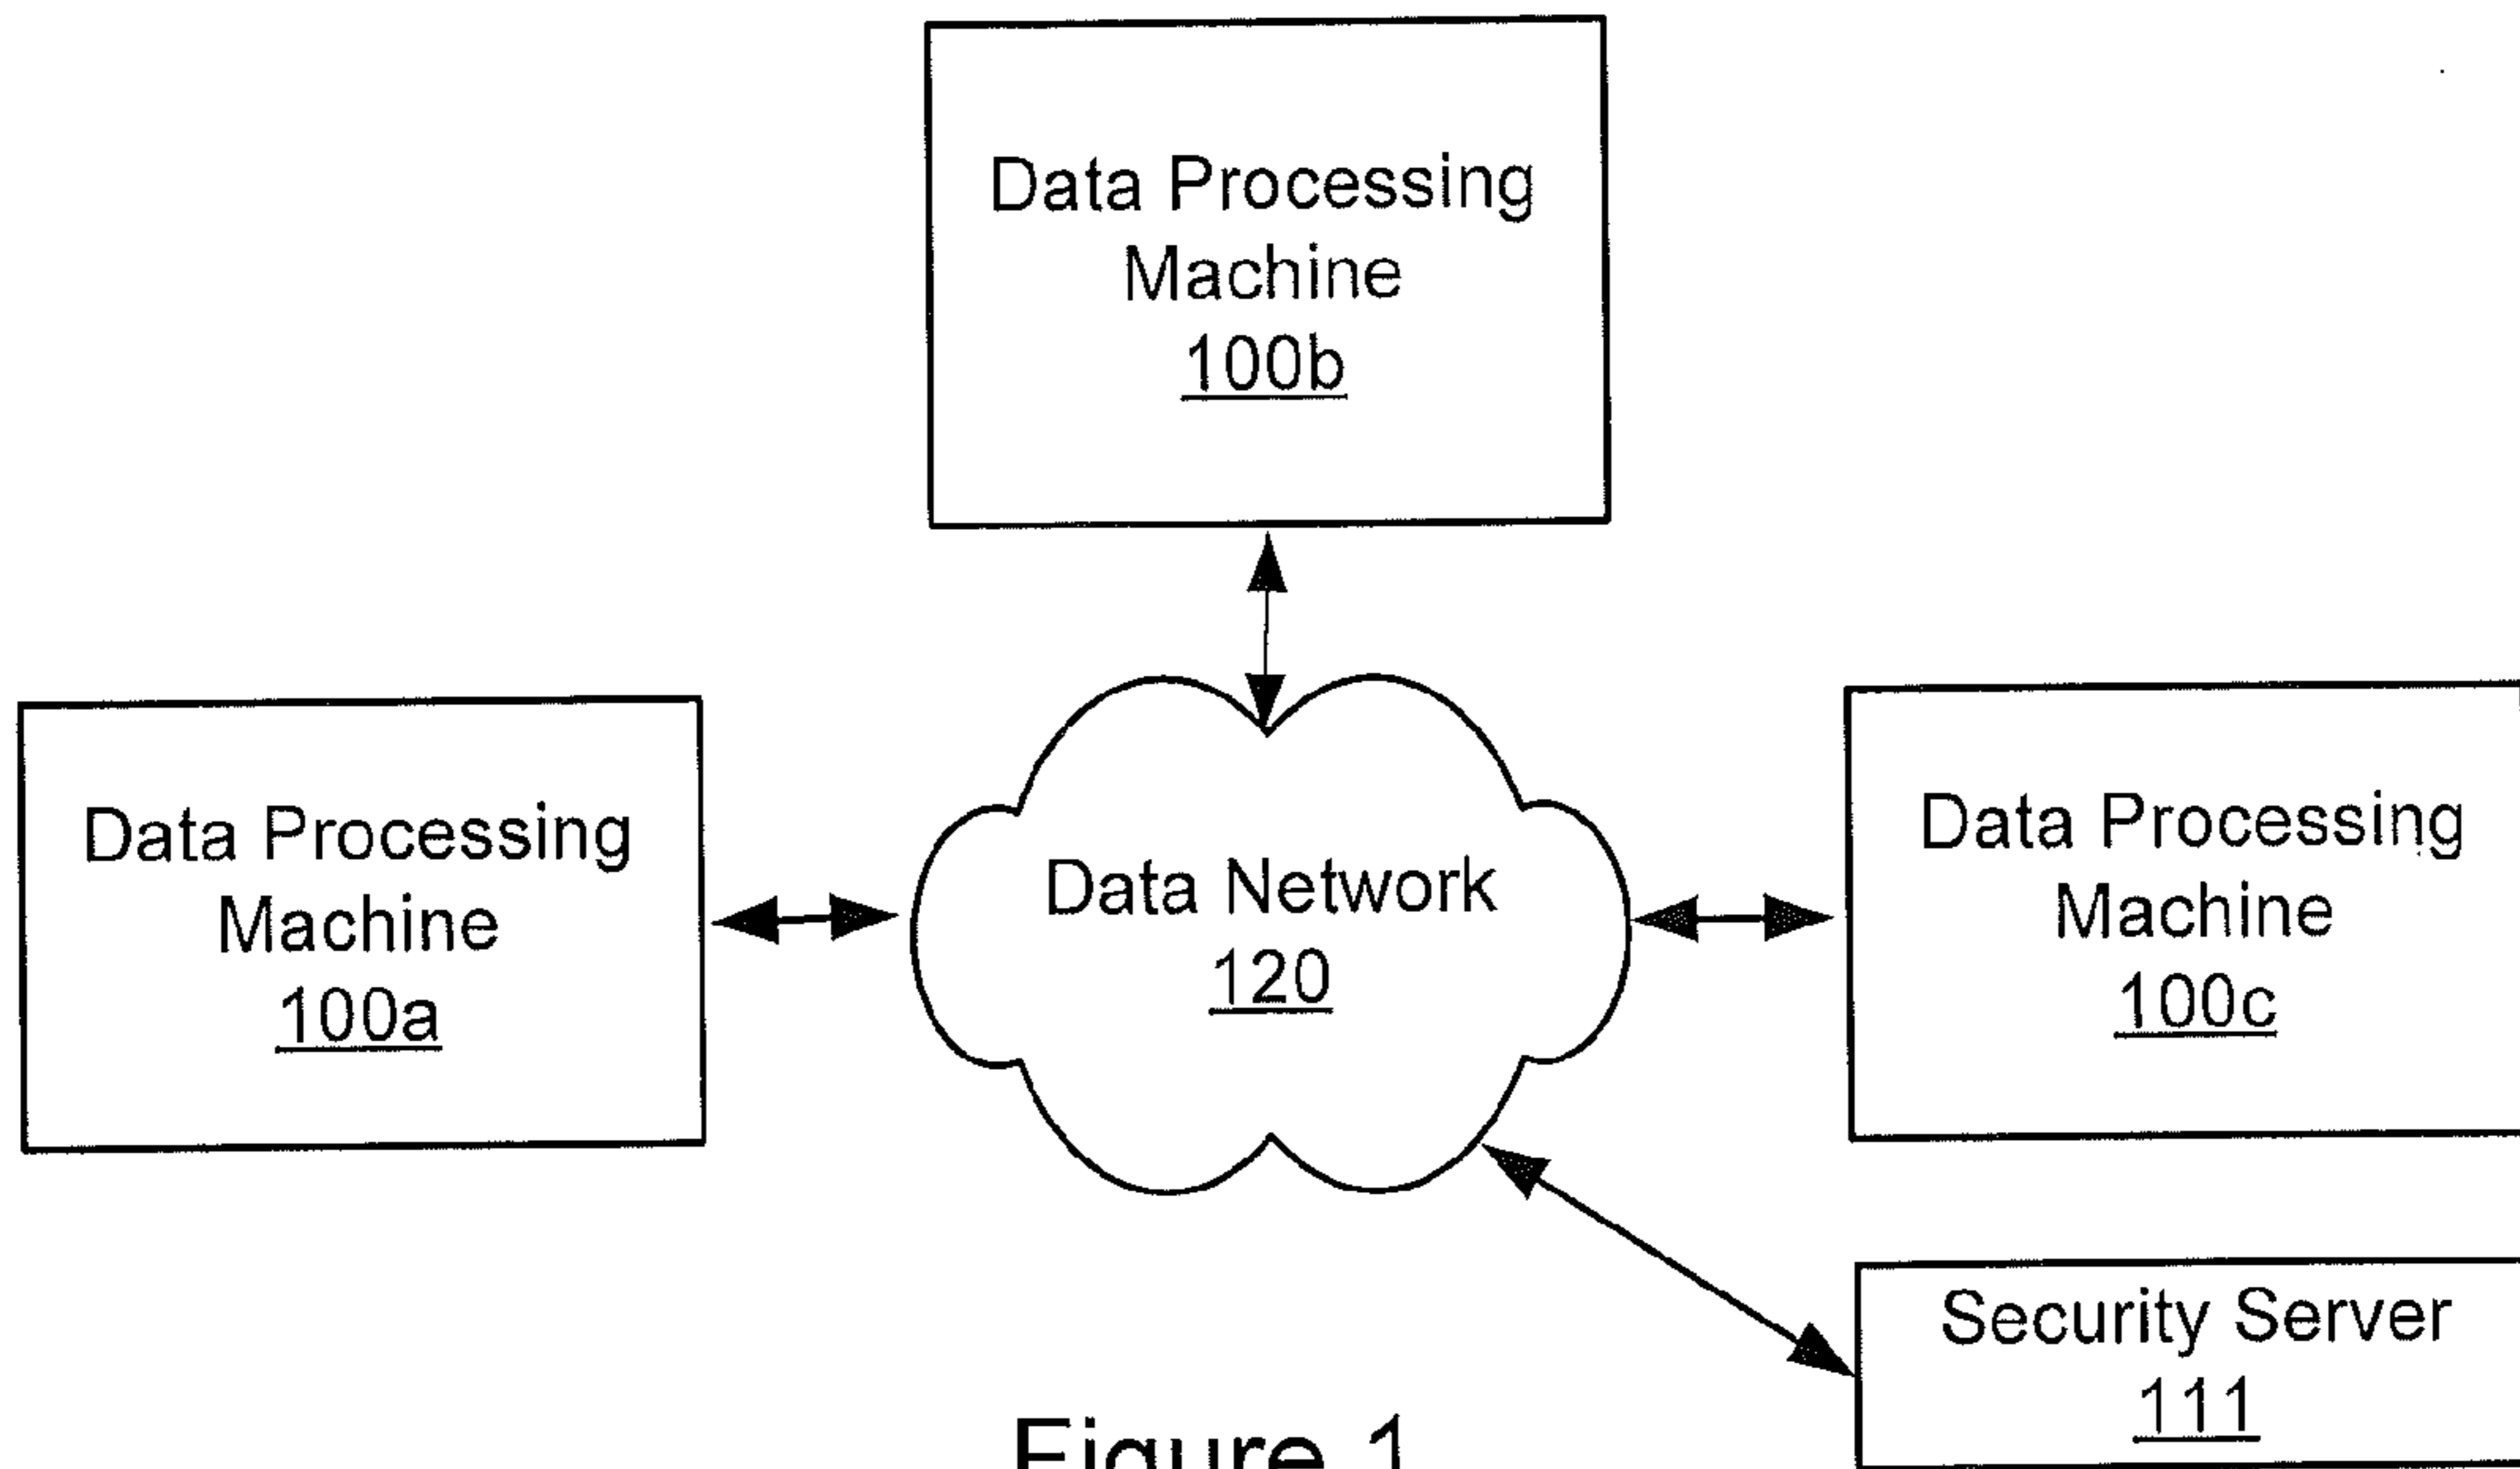 Data Processing
Machine
100b
Data Processing
Machine
100a
Data Network
120
Data Processing
Machine
100c
Security Server
111
Figure 1